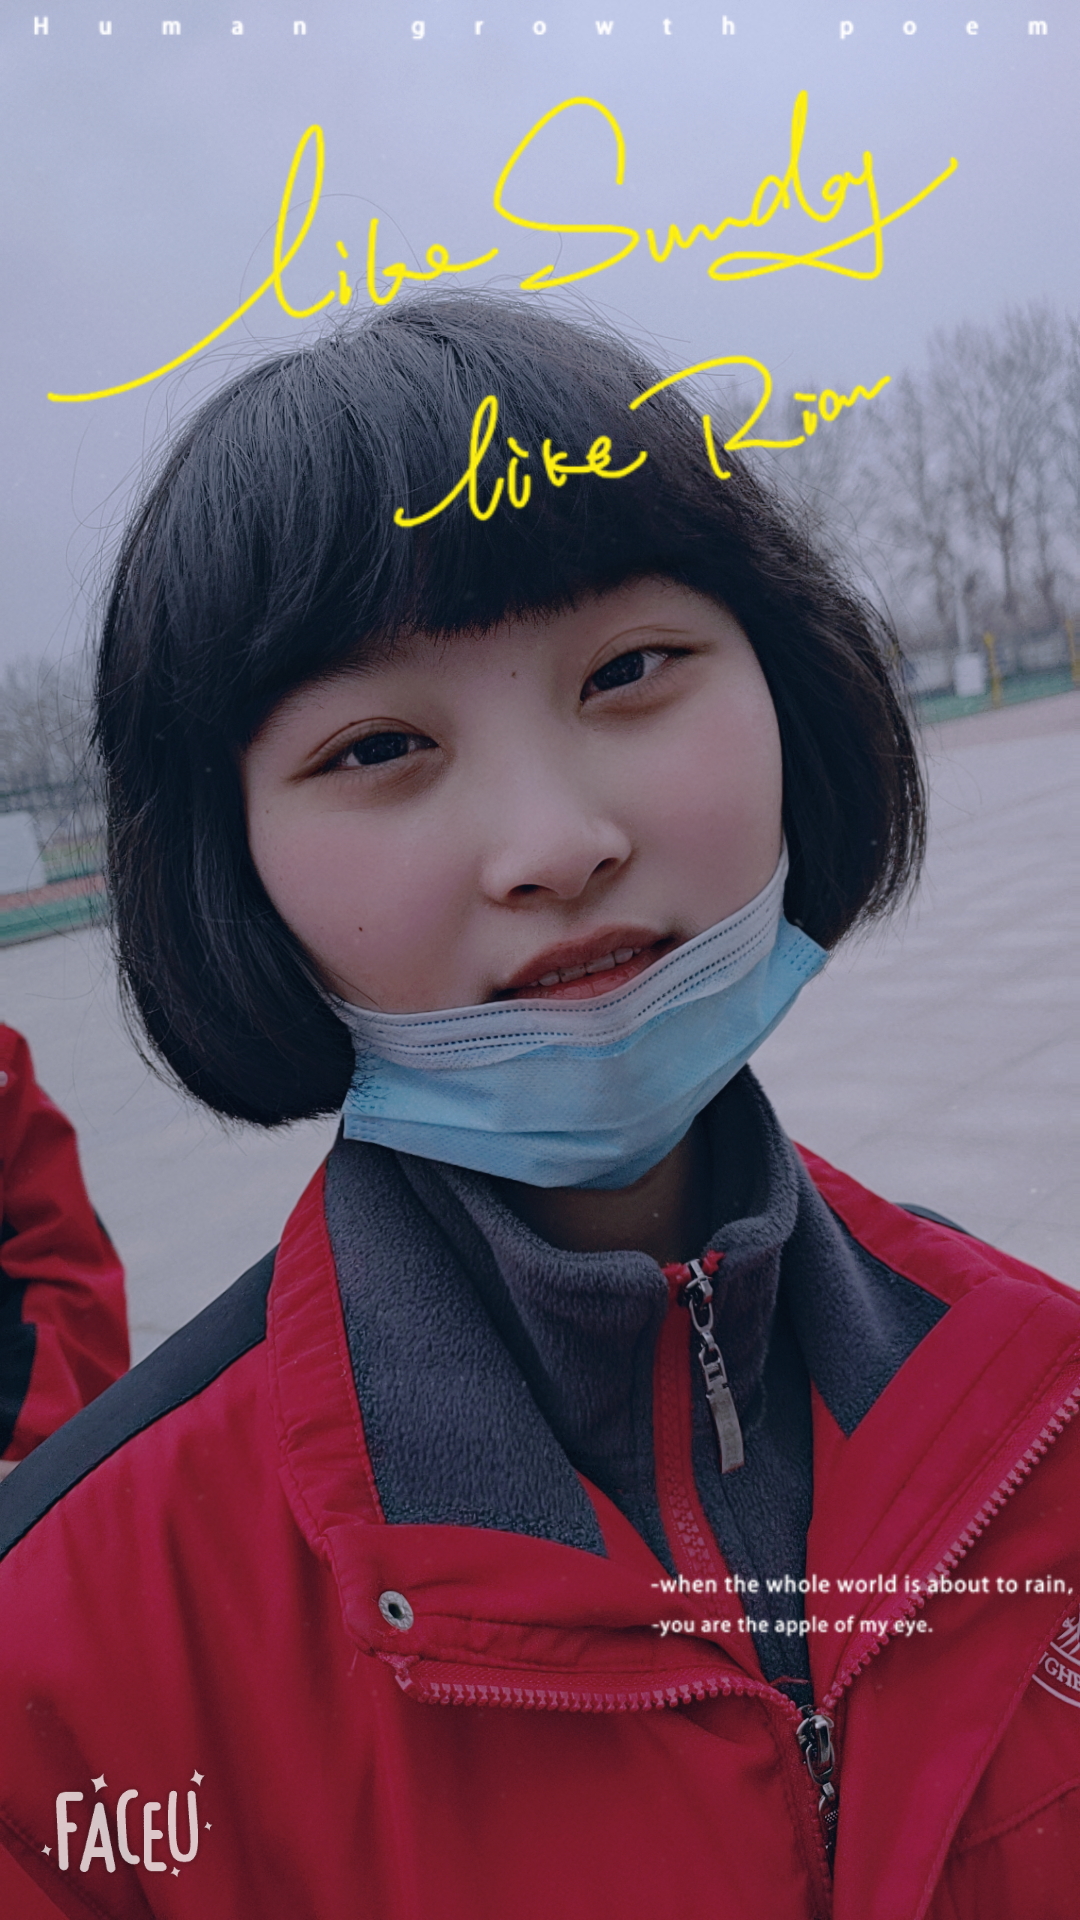 Human growth poem
like Sunday
like Rian
-when the whole world is about to rain,
-you are the apple of my eye.
FACEU